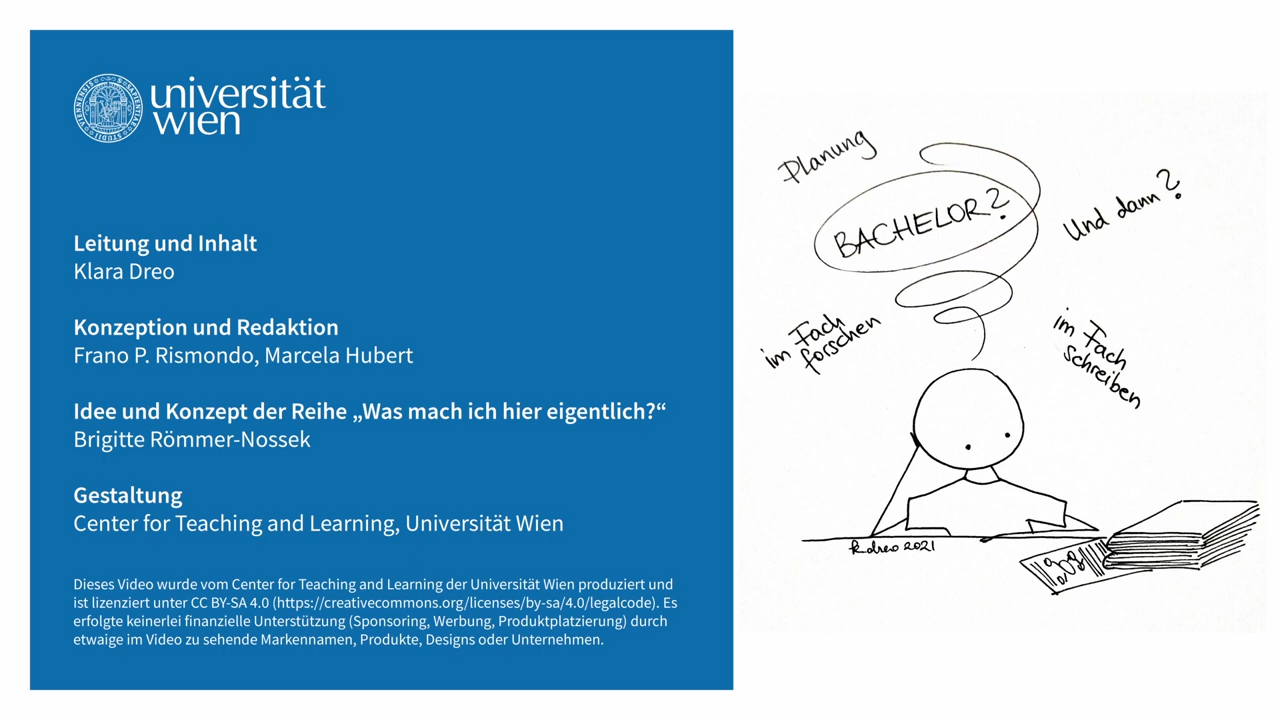 universität
wien
Leitung und Inhalt
Klara Dreo
Konzeption und Redaktion
Frano P. Rismondo, Marcela Hubert
Idee und Konzept der Reihe „Was mach ich hier eigentlich?“
Brigitte Römmer-Nossek
Gestaltung
Center for Teaching and Learning, Universität Wien
Dieses Video wurde vom Center for Teaching and Learning der Universität Wien produziert und
ist lizenziert unter CC BY-SA 4.0 (https://creativecommons.org/licenses/by-sa/4.0/legalcode). Es
erfolgte keinerlei finanzielle Unterstützung (Sponsoring, Werbung, Produktplatzierung) durch
etwaige im Video zu sehende Markennamen, Produkte, Designs oder Unternehmen.
Planung
BACHELOR?
Und dann?
im Fach
forschen
im Fach
schreiben
k. dreo 2021